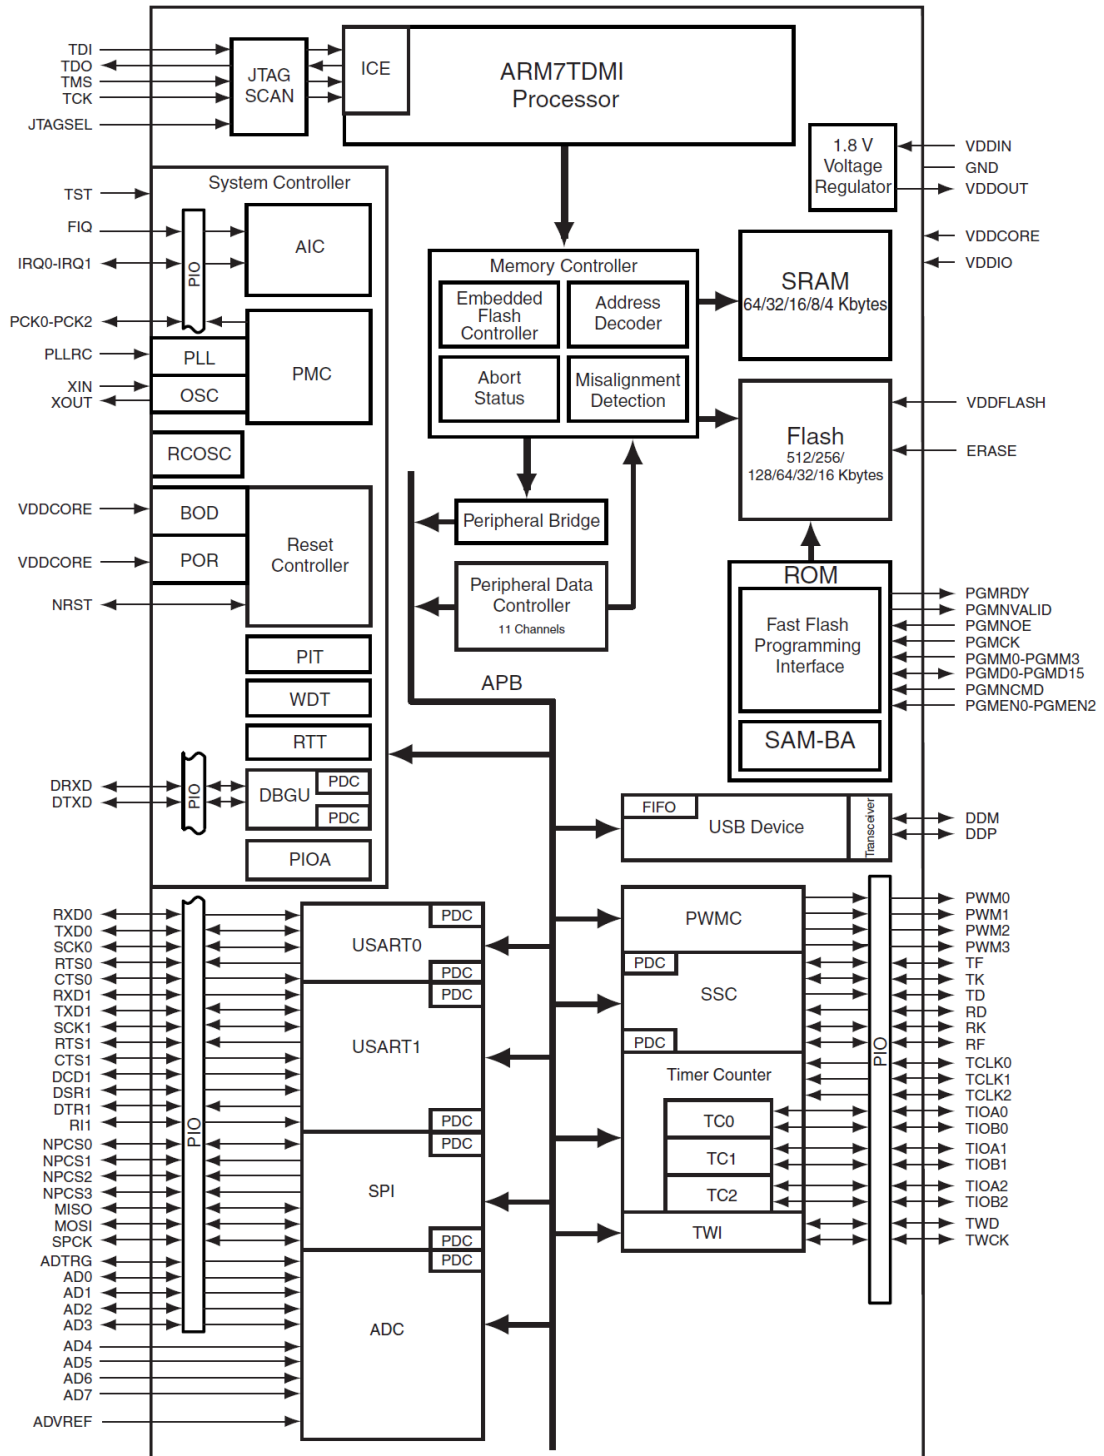 TDI
TDO
TMS
TCK
JTAGSEL
JTAG
SCAN
ICE
ARM7TDMI
Processor
1.8 V
Voltage
Regulator
VDDIN
GND
VDDOUT
VDDCORE
VDDIO
System Controller
TST
FIQ
IRQ0-IRQ1
PCK0-PCK2
PLLRC
XIN
XOUT
PIO
AIC
PLL
OSC
PMC
RCOSC
VDDCORE
VDDCORE
NRST
BOD
POR
Reset
Controller
PIT
WDT
RTT
DRXD
DTXD
PIO
DBGU
PDC
PDC
PIOA
Memory Controller
Embedded
Flash
Controller
Address
Decoder
Abort
Status
Misalignment
Detection
SRAM
64/32/16/8/4 Kbytes
Flash
512/256/
128/64/32/16 Kbytes
VDDFLASH
ERASE
Peripheral Bridge
Peripheral Data
Controller
11 Channels
APB
ROM
Fast Flash
Programming
Interface
SAM-BA
PGMRDY
PGMNVALID
PGMNOE
PGMCK
PGMM0-PGMM3
PGMD0-PGMD15
PGMNCMD
PGMEN0-PGMEN2
FIFO
USB Device
Transceiver
DDM
DDP
RXD0
TXD0
SCK0
RTS0
CTS0
RXD1
TXD1
SCK1
RTS1
CTS1
DCD1
DSR1
DTR1
RI1
NPCS0
NPCS1
NPCS2
NPCS3
MISO
MOSI
SPCK
ADTRG
AD0
AD1
AD2
AD3
AD4
AD5
AD6
AD7
ADVREF
PIO
PDC
USART0
PDC
PDC
USART1
PDC
PDC
SPI
PDC
PDC
ADC
PWMC
PDC
SSC
PDC
Timer Counter
TC0
TC1
TC2
TWI
PIO
PWM0
PWM1
PWM2
PWM3
TF
TK
TD
RD
RK
RF
TCLK0
TCLK1
TCLK2
TIOA0
TIOB0
TIOA1
TIOB1
TIOA2
TIOB2
TWD
TWCK